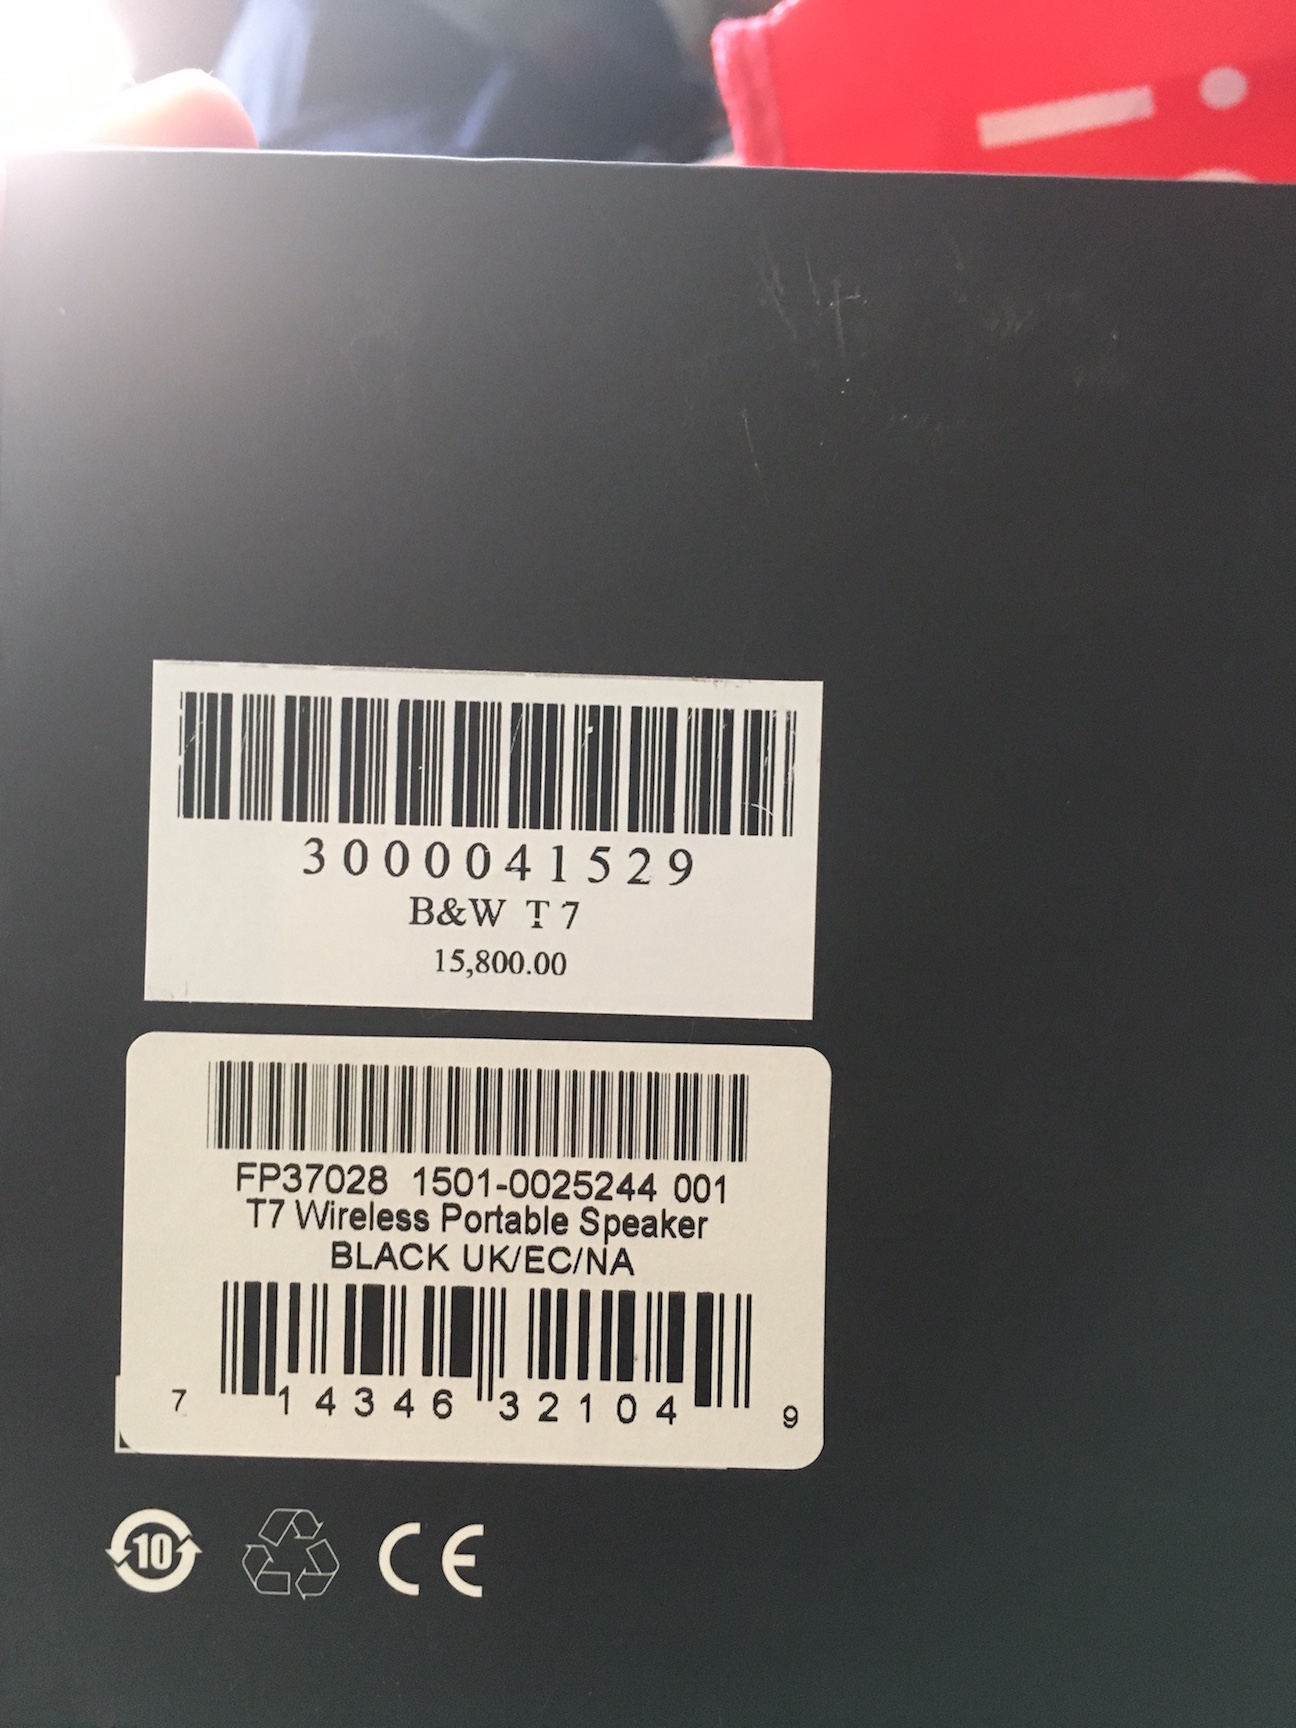 3000041529
B&W T7
15,800.00
FP37028 1501-0025244 001
T7 Wireless Portable Speaker
BLACK UK/EC/NA
7 14346 32104 9
10
CE